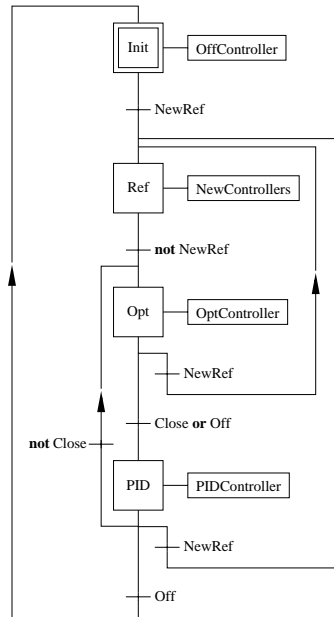 Init
OffController
NewRef
Ref
NewControllers
not NewRef
Opt
OptController
NewRef
Close or Off
not Close
PID
PIDController
NewRef
Off